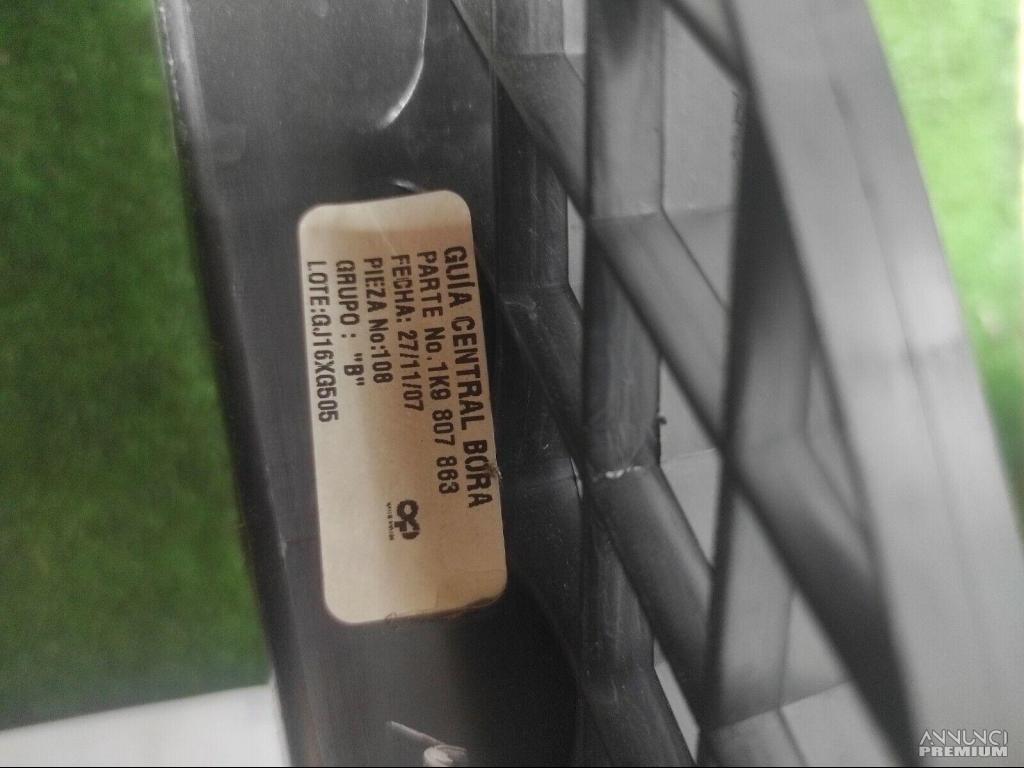 GUÍA CENTRAL BORA
PARTE No.1K9 807 863
FECHA: 27/11/07
PIEZA No:108
GRUPO : "B"
LOTE:GJ16XG505
ANNUNCI
PREMIUM